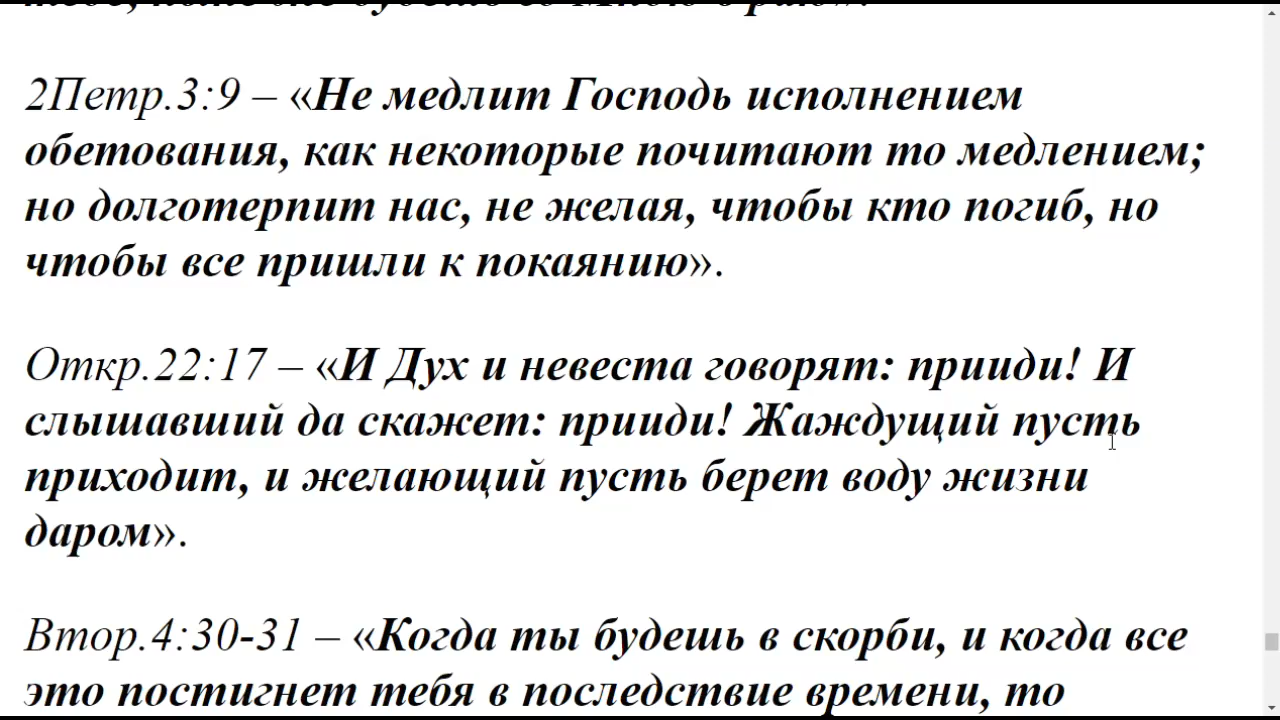 2Петр.3:9 – «Не медлит Господь исполнением
обетования, как некоторые почитают то медлением;
но долготерпит нас, не желая, чтобы кто погиб, но
чтобы все пришли к покаянию».
Откр.22:17 – «И Дух и невеста говорят: прииди! И
слышавший да скажет: прииди! Жаждущий пусть
приходит, и желающий пусть берет воду жизни
даром».
Втор.4:30-31 – «Когда ты будешь в скорби, и когда все
это постигнет тебя в последствие времени, то